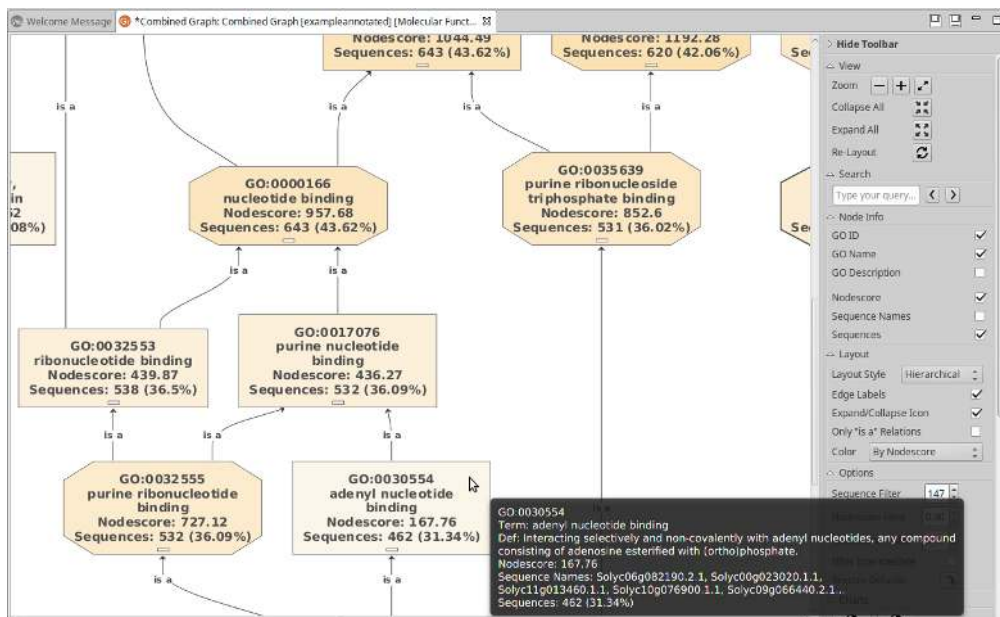 Welcome Message
*Combined Graph: Combined Graph [exampleannotated] [Molecular Funct...
Nodescore: 1044.49
Sequences: 643 (43.62%)
Nodescore: 1192.28
Sequences: 620 (42.06%)
is a
is a
is a
is a
in
08%)
GO:0000166
nucleotide binding
Nodescore: 957.68
Sequences: 643 (43.62%)
GO:0035639
purine ribonucleoside
triphosphate binding
Nodescore: 852.6
Sequences: 531 (36.02%)
is a
is a
GO:0032553
ribonucleotide binding
Nodescore: 439.87
Sequences: 538 (36.5%)
GO:0017076
purine nucleotide
binding
Nodescore: 436.27
Sequences: 532 (36.09%)
is a
is a
is a
GO:0032555
purine ribonucleotide
binding
Nodescore: 727.12
Sequences: 532 (36.09%)
GO:0030554
adenyl nucleotide
binding
Nodescore: 167.76
Sequences: 462 (31.34%)
is a
is a
is a
GO:0030554
Term: adenyl nucleotide binding
Def: Interacting selectively and non-covalently with adenyl nucleotides, any compound
consisting of adenosine esterified with (ortho)phosphate.
Nodescore: 167.76
Sequence Names: Solyc06g082190.2.1, Solyc00g023020.1.1,
Solyc11g013460.1.1, Solyc10g076900.1.1, Solyc09g066440.2.1...
Sequences: 462 (31.34%)
Hide Toolbar
View
Zoom
Collapse All
Expand All
Re-Layout
Search
Type your query...
Node Info
GO ID
GO Name
GO Description
Nodescore
Sequence Names
Sequences
Layout
Layout Style Hierarchical
Edge Labels
Expand/Collapse Icon
Only "is a" Relations
Color By Nodescore
Options
Sequence Filter 147
Charts